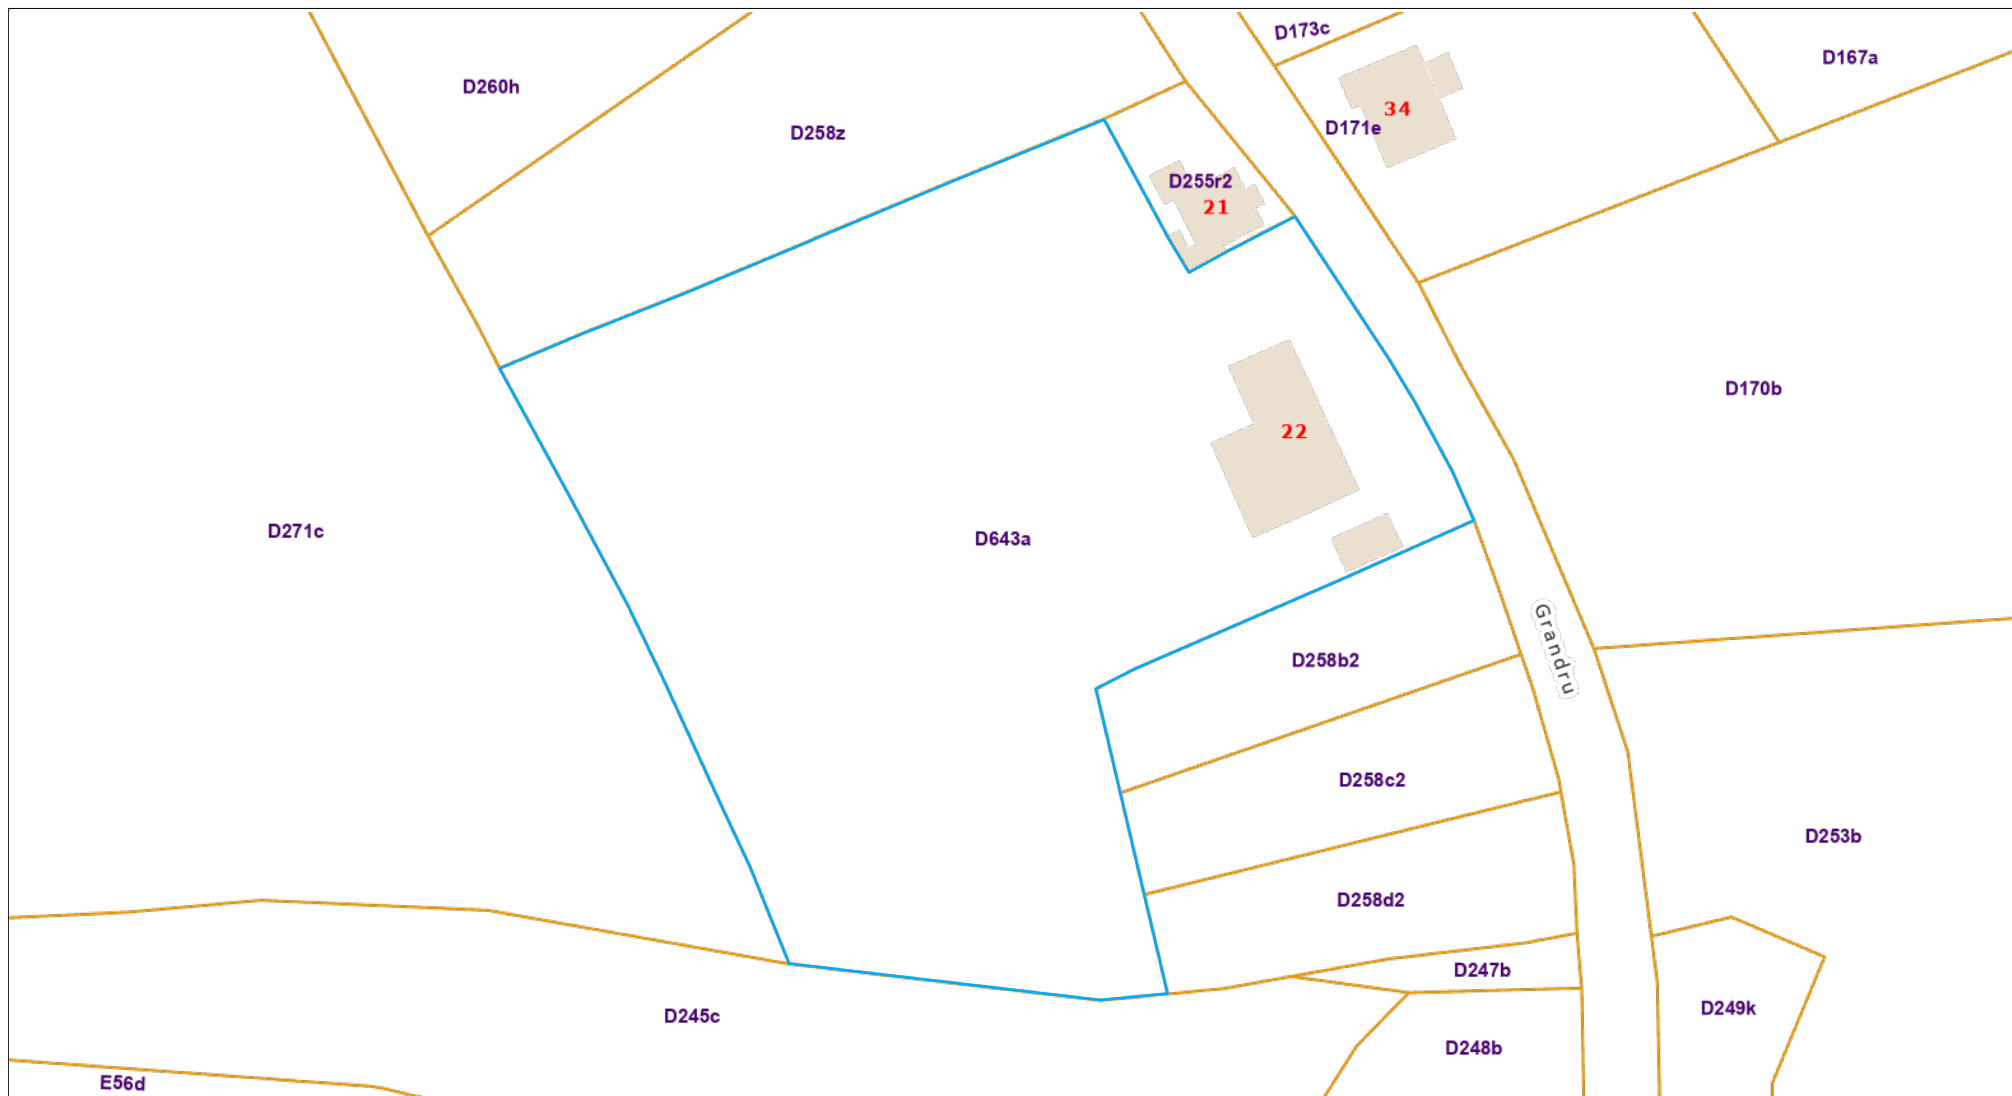 D173c
D167a
D260h
34
D258z
D171e
D255r2
21
D170b
22
D271c
D643a
Grandru
D258b2
D258c2
D253b
D258d2
D247b
D249k
D245c
D248b
E56d